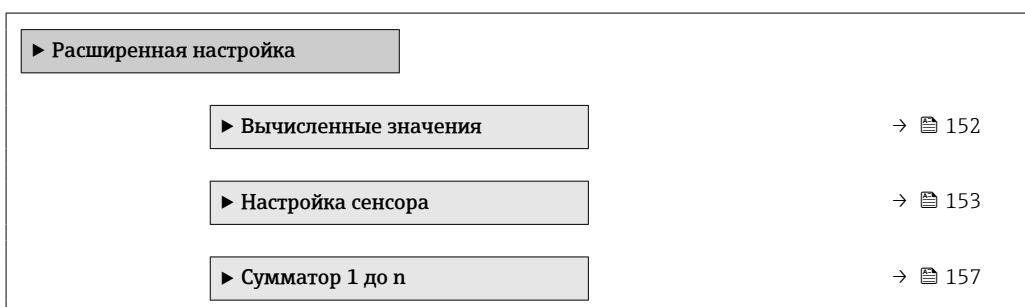 ▶ Расширенная настройка
▶ Вычисленные значения → 152
▶ Настройка сенсора → 153
▶ Сумматор 1 до n → 157